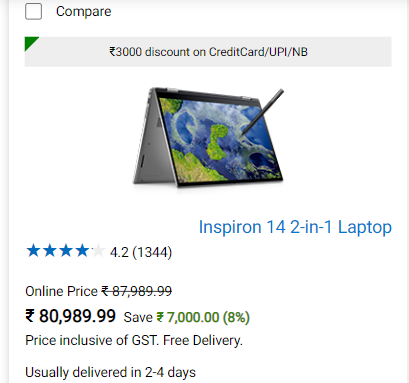 Compare
₹3000 discount on CreditCard/UPI/NB
Inspiron 14 2-in-1 Laptop
4.2 (1344)
Online Price ₹ 87,989.99
₹ 80,989.99 Save ₹ 7,000.00 (8%)
Price inclusive of GST. Free Delivery.
Usually delivered in 2-4 days